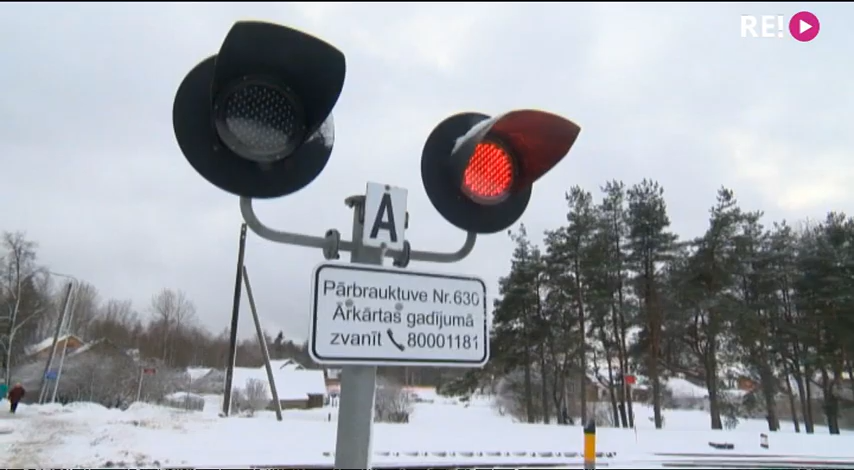 RE!
A
Pārbrauktuve Nr.630
Ārkārtas gadījumā
zvanīt 80001181